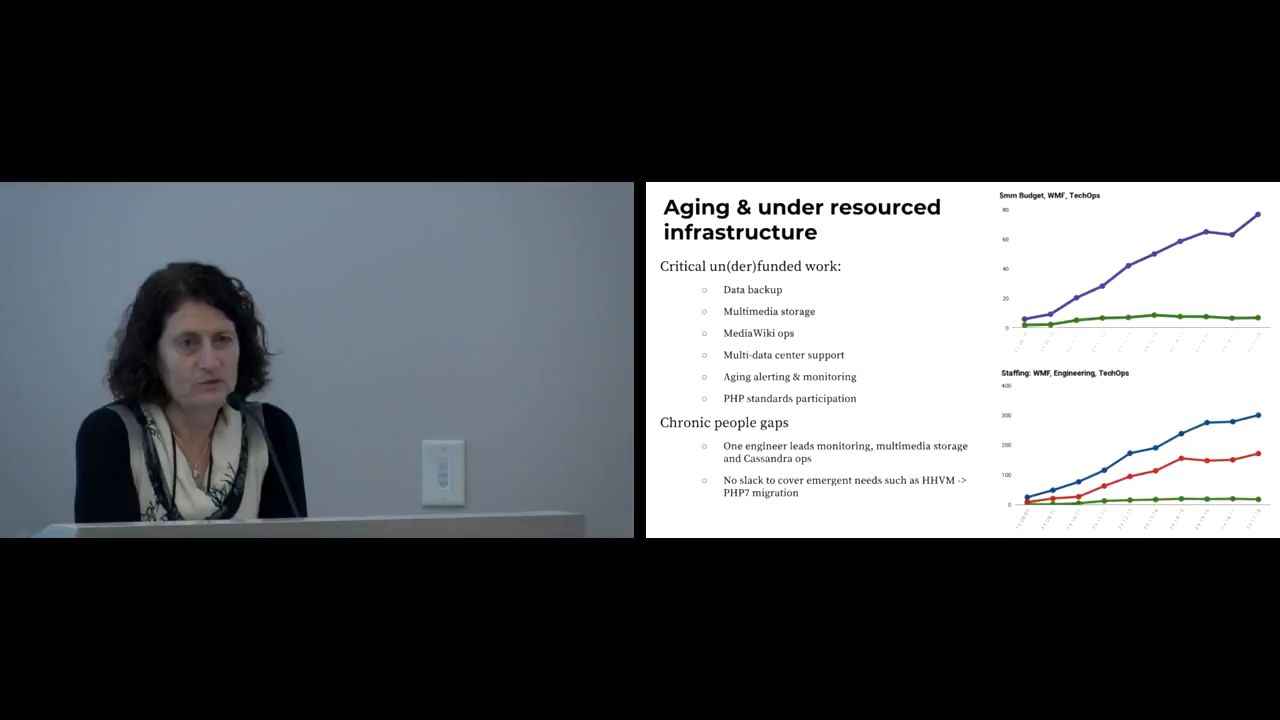 Aging & under resourced
infrastructure
Critical un(der)funded work:
○ Data backup
○ Multimedia storage
○ MediaWiki ops
○ Multi-data center support
○ Aging alerting & monitoring
○ PHP standards participation
Chronic people gaps
○ One engineer leads monitoring, multimedia storage
and Cassandra ops
○ No slack to cover emergent needs such as HHVM ->
PHP7 migration
$mm Budget, WMF, TechOps
80
60
40
20
0
Staffing: WMF, Engineering, TechOps
400
300
200
100
0